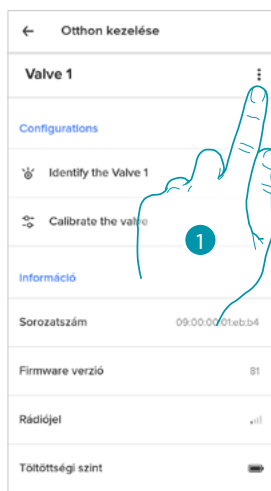 Otthon kezelése
Valve 1
Configurations
Identify the Valve 1
Calibrate the valve
1
Információ
Sorozatszám 09:00:00:01:eb:b4
Firmware verzió 81
Rádiójel
Töltöttségi szint